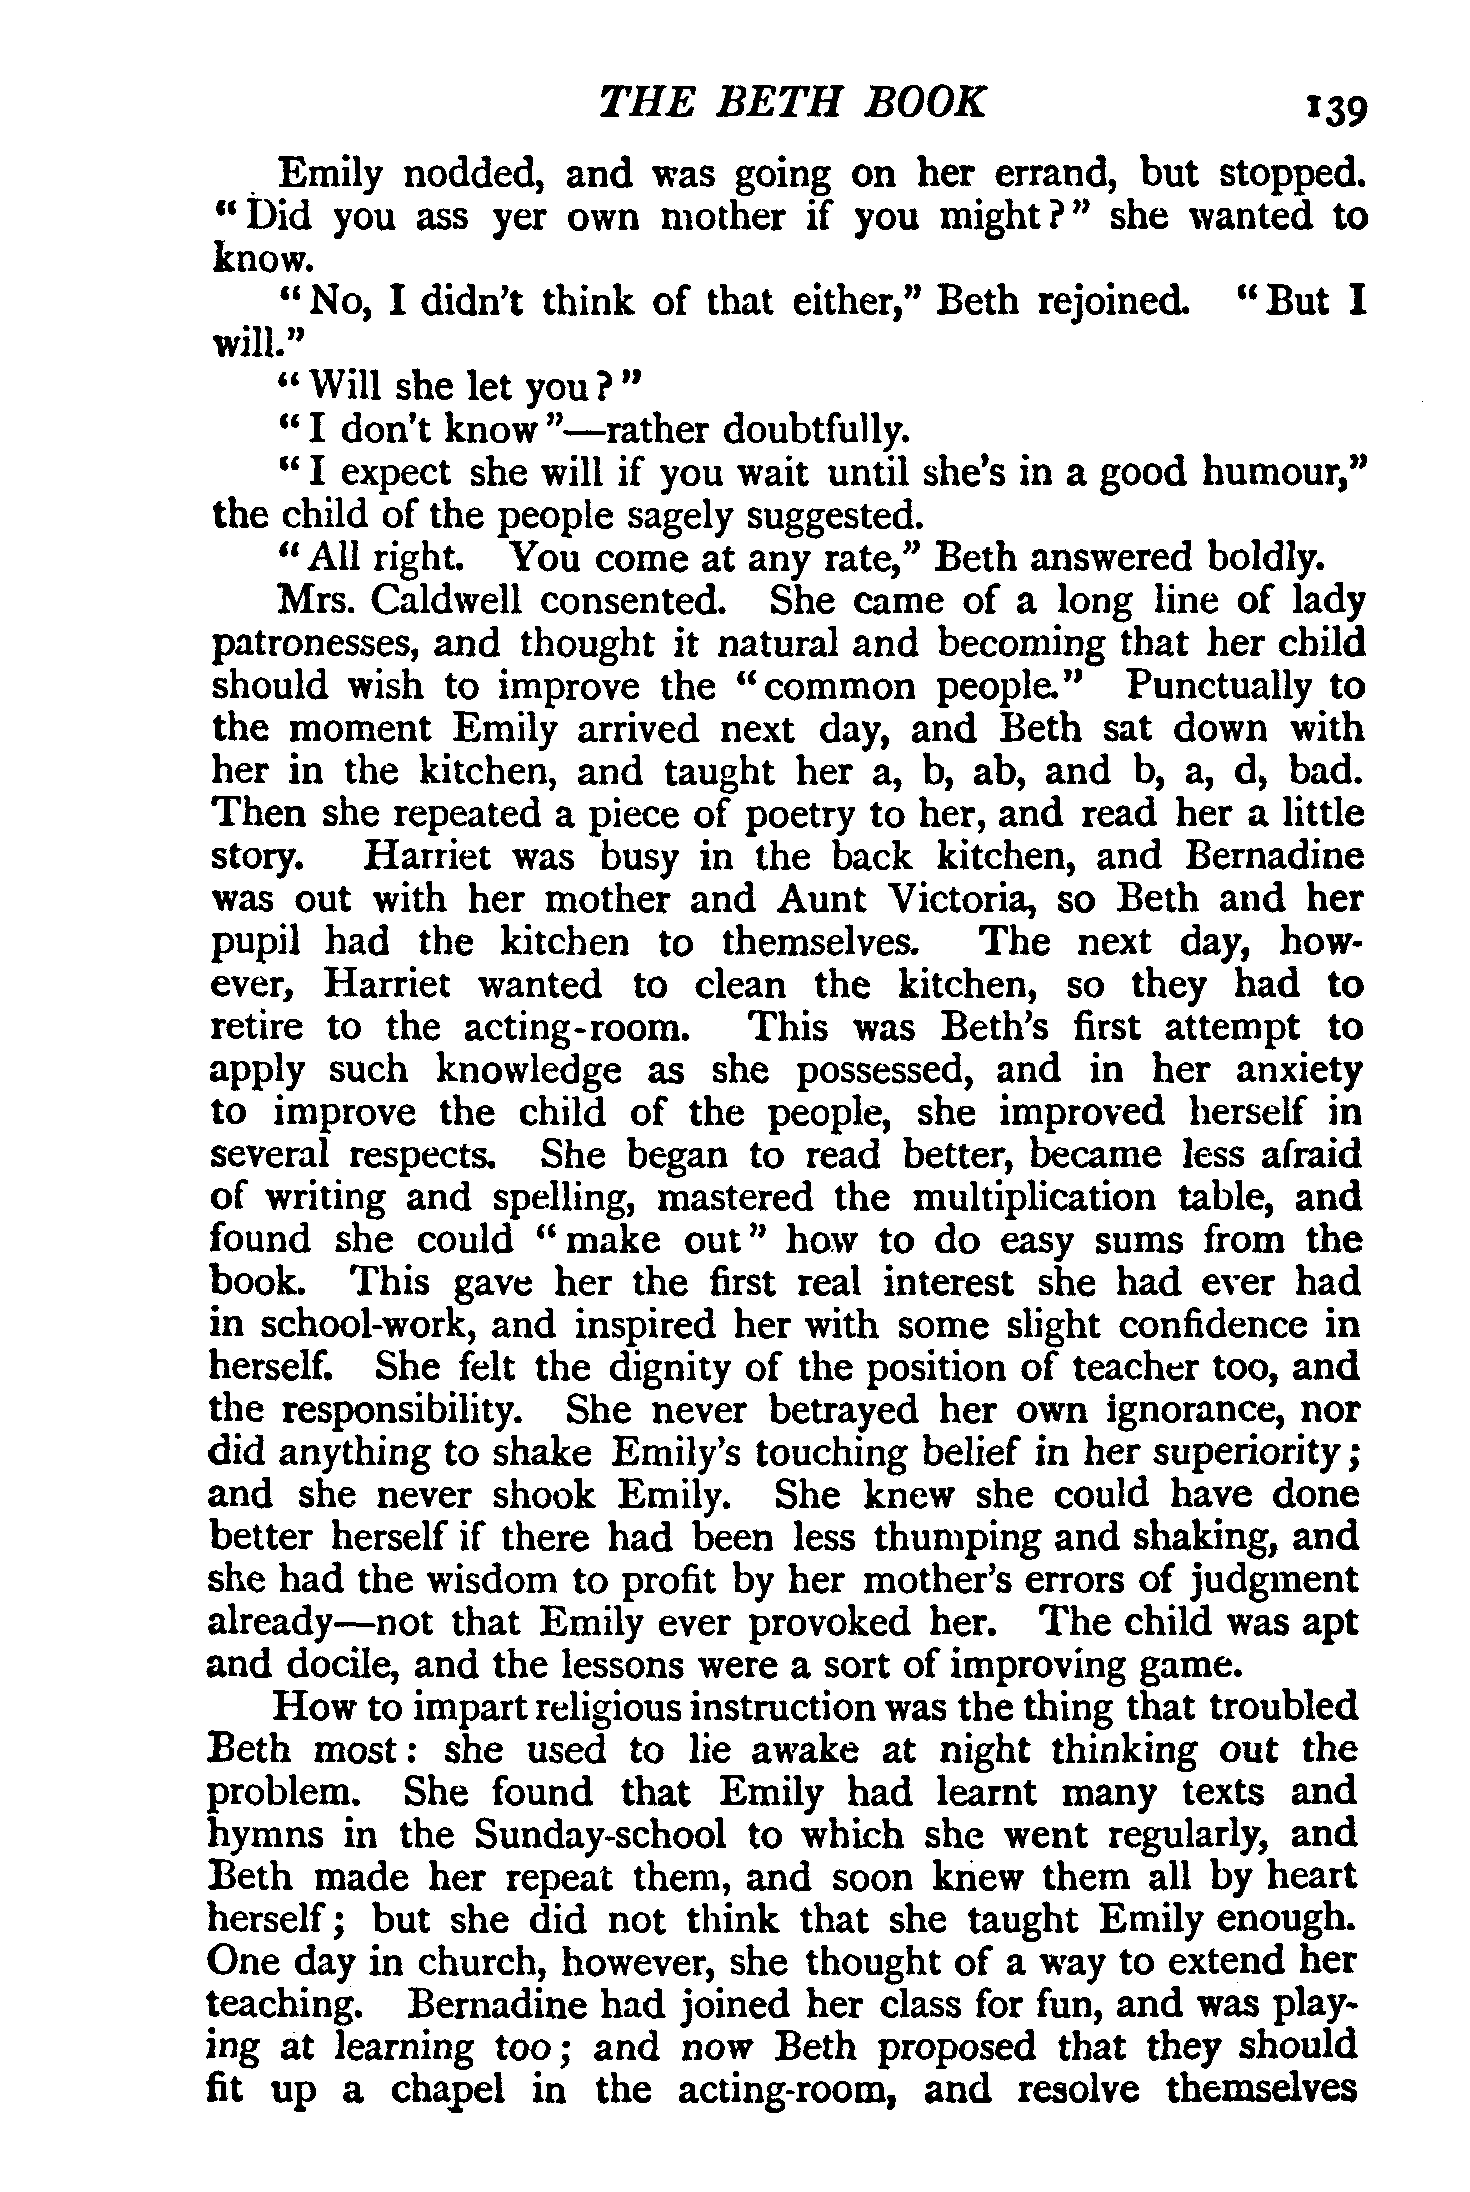 THE BETH BOOK 139
Emily nodded, and was going on her errand, but stopped.
“Did you ass yer own mother if you might?” she wanted to
know.
“No, I didn't think of that either,” Beth rejoined. “But I
will.”
“Will she let you?”
“I don't know”—rather doubtfully.
“I expect she will if you wait until she's in a good humour,”
the child of the people sagely suggested.
“All right. You come at any rate,” Beth answered boldly.
Mrs. Caldwell consented. She came of a long line of lady
patronesses, and thought it natural and becoming that her child
should wish to improve the “common people.” Punctually to
the moment Emily arrived next day, and Beth sat down with
her in the kitchen, and taught her a, b, ab, and b, a, d, bad.
Then she repeated a piece of poetry to her, and read her a little
story. Harriet was busy in the back kitchen, and Bernadine
was out with her mother and Aunt Victoria, so Beth and her
pupil had the kitchen to themselves. The next day, how-
ever, Harriet wanted to clean the kitchen, so they had to
retire to the acting-room. This was Beth's first attempt to
apply such knowledge as she possessed, and in her anxiety
to improve the child of the people, she improved herself in
several respects. She began to read better, became less afraid
of writing and spelling, mastered the multiplication table, and
found she could “make out” how to do easy sums from the
book. This gave her the first real interest she had ever had
in school-work, and inspired her with some slight confidence in
herself. She felt the dignity of the position of teacher too, and
the responsibility. She never betrayed her own ignorance, nor
did anything to shake Emily's touching belief in her superiority;
and she never shook Emily. She knew she could have done
better herself if there had been less thumping and shaking, and
she had the wisdom to profit by her mother's errors of judgment
already—not that Emily ever provoked her. The child was apt
and docile, and the lessons were a sort of improving game.
How to impart religious instruction was the thing that troubled
Beth most: she used to lie awake at night thinking out the
problem. She found that Emily had learnt many texts and
hymns in the Sunday-school to which she went regularly, and
Beth made her repeat them, and soon knew them all by heart
herself; but she did not think that she taught Emily enough.
One day in church, however, she thought of a way to extend her
teaching. Bernadine had joined her class for fun, and was play-
ing at learning too; and now Beth proposed that they should
fit up a chapel in the acting-room, and resolve themselves